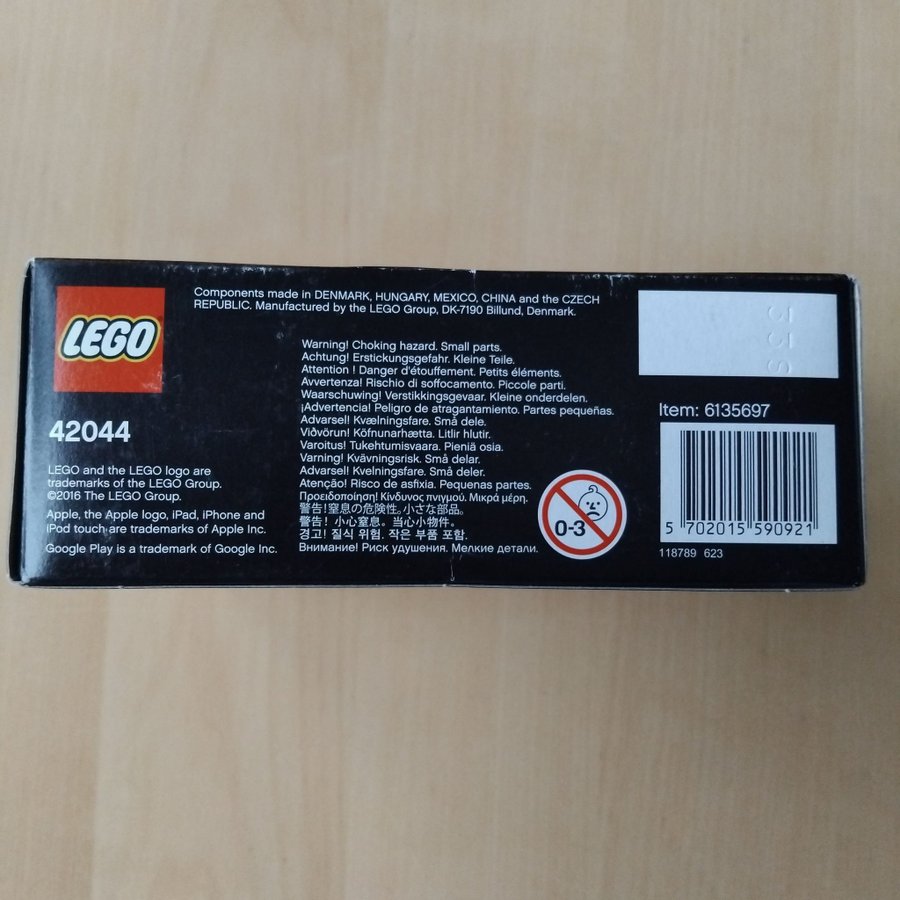 LEGO
42044
LEGO and the LEGO logo are
trademarks of the LEGO Group.
©2016 The LEGO Group.
Apple, the Apple logo, iPad, iPhone and
iPod touch are trademarks of Apple Inc.
Google Play is a trademark of Google Inc.
Components made in DENMARK, HUNGARY, MEXICO, CHINA and the CZECH
REPUBLIC. Manufactured by the LEGO Group, DK-7190 Billund, Denmark.
Warning! Choking hazard. Small parts.
Achtung! Erstickungsgefahr. Kleine Teile.
Attention ! Danger d'étouffement. Petits éléments.
Avvertenza! Rischio di soffocamento. Piccole parti.
Waarschuwing! Verstikkingsgevaar. Kleine onderdelen.
¡Advertencia! Peligro de atragantamiento. Partes pequeñas.
Advarsel! Kvælningsfare. Små dele.
Viðvörun! Köfnunarhætta. Litlir hlutir.
Varoitus! Tukehtumisvaara. Pieniä osia.
Varning! Kvävningsrisk. Små delar.
Advarsel! Kvelningsfare. Små deler.
Atenção! Risco de asfixia. Pequenas partes.
Προειδοποίηση! Κίνδυνος πνιγμού. Μικρά μέρη.
警告!窒息の危険性。小さな部品。
警告！小心窒息。当心小物件。
경고! 질식 위험. 작은 부품 포함.
Внимание! Риск удушения. Мелкие детали.
0-3
Item: 6135697
5 702015 590921
118789 623